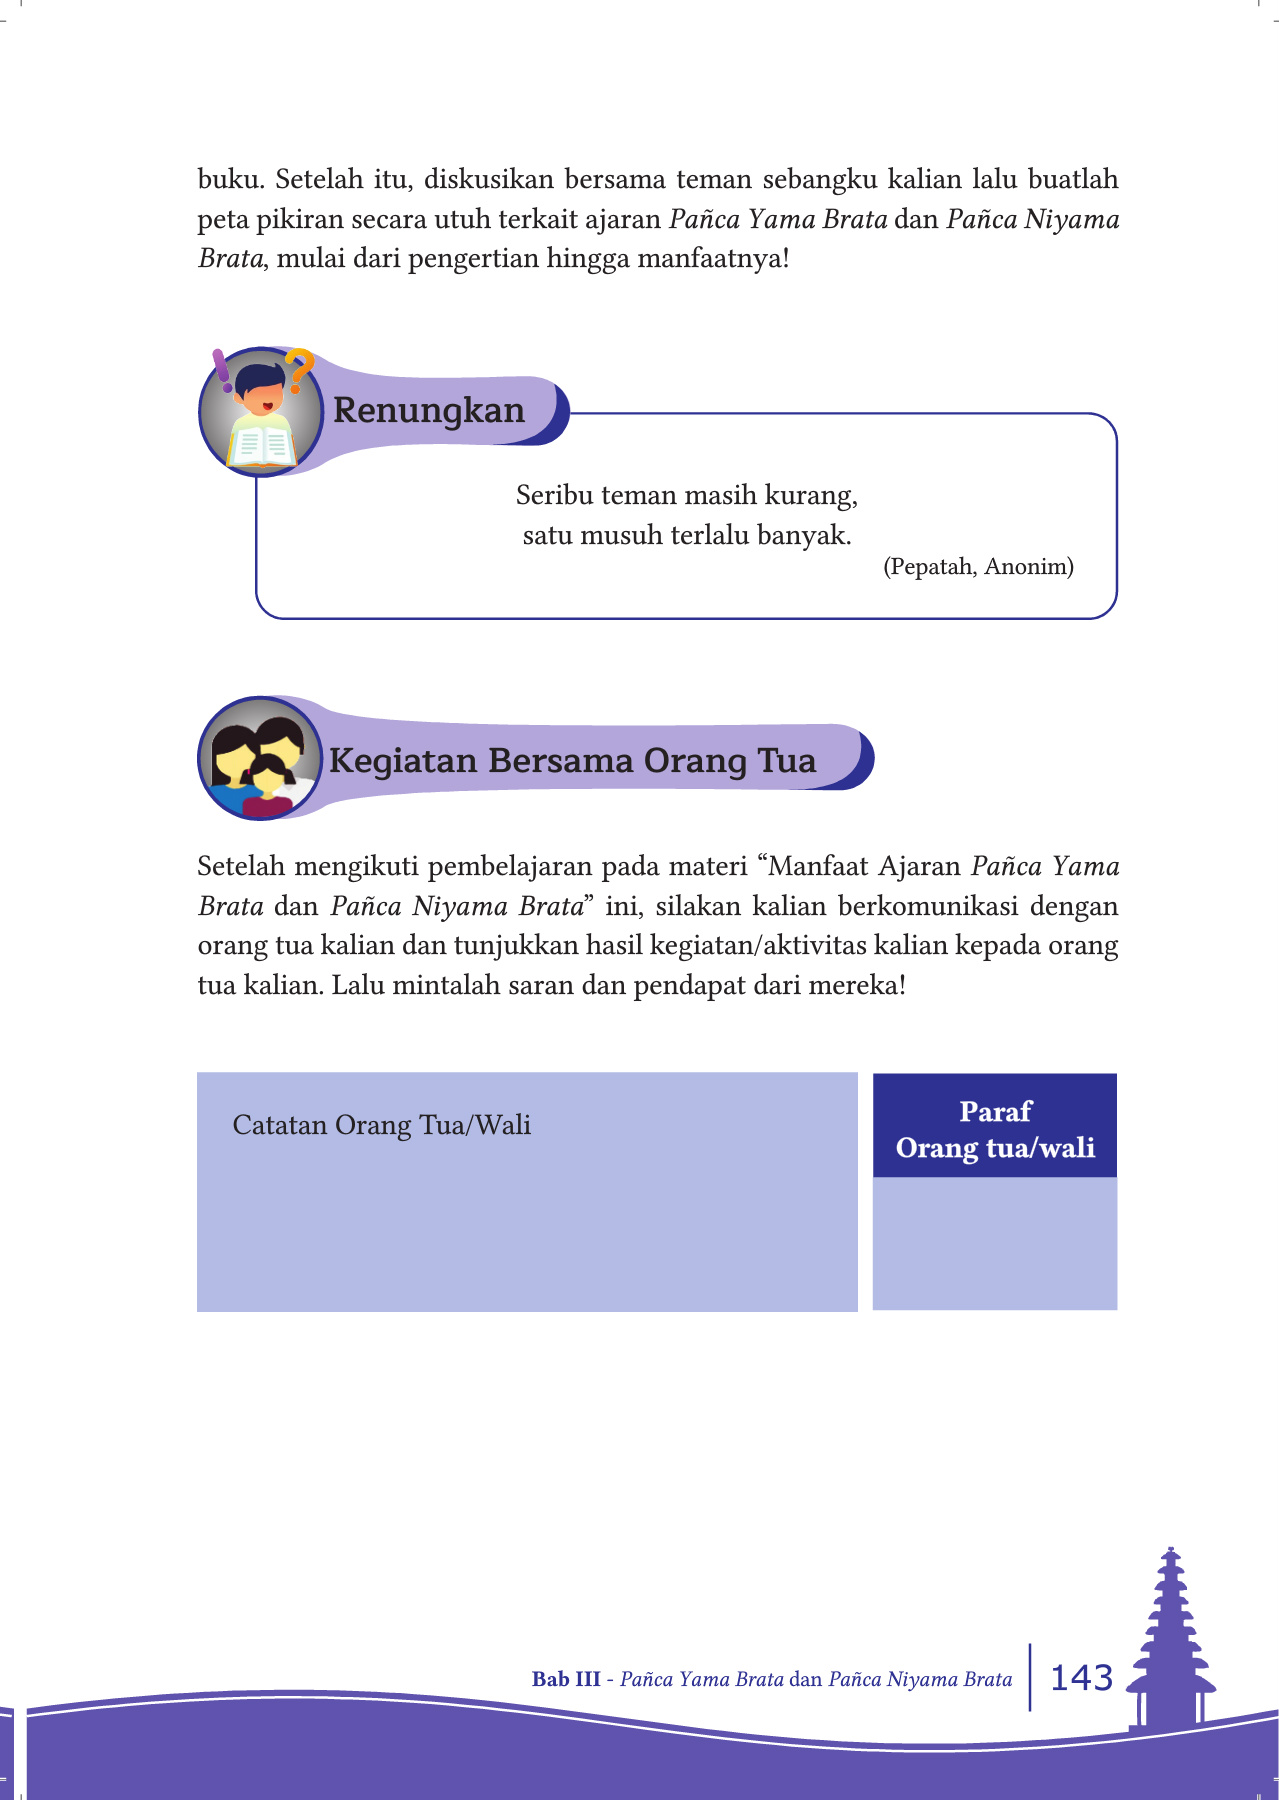 buku. Setelah itu, diskusikan bersama teman sebangku kalian lalu buatlah
peta pikiran secara utuh terkait ajaran Pañca Yama Brata dan Pañca Niyama
Brata, mulai dari pengertian hingga manfaatnya!
Renungkan
Seribu teman masih kurang,
satu musuh terlalu banyak.
(Pepatah, Anonim)
Kegiatan Bersama Orang Tua
Setelah mengikuti pembelajaran pada materi “Manfaat Ajaran Pañca Yama
Brata dan Pañca Niyama Brata” ini, silakan kalian berkomunikasi dengan
orang tua kalian dan tunjukkan hasil kegiatan/aktivitas kalian kepada orang
tua kalian. Lalu mintalah saran dan pendapat dari mereka!
Catatan Orang Tua/Wali
Paraf
Orang tua/wali
Bab III - Pañca Yama Brata dan Pañca Niyama Brata
143